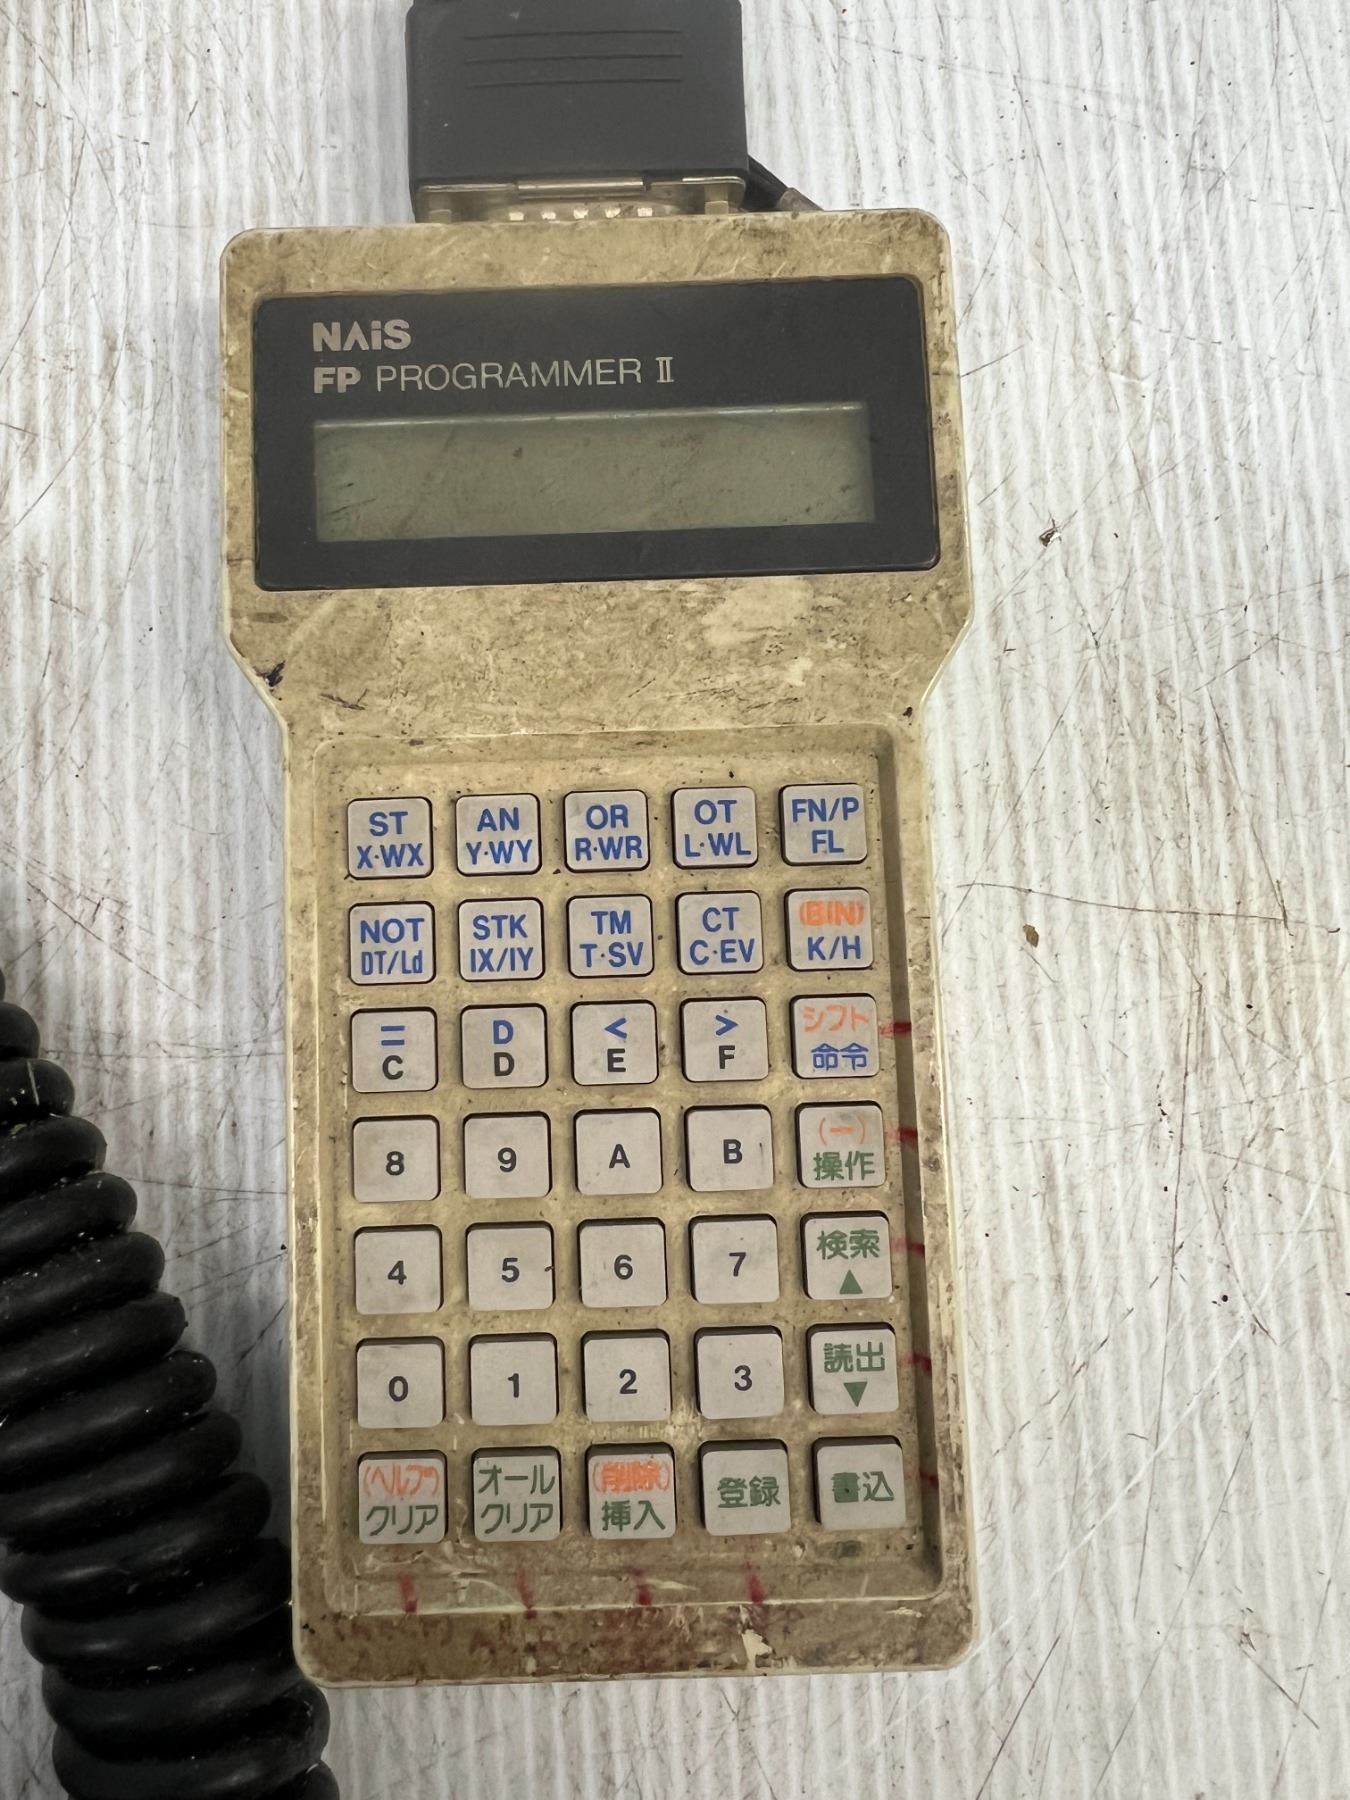 NAiS
FP PROGRAMMER II
ST AN OR OT FN/P
X·WX Y·WY R·WR L·WL FL
NOT STK TM CT (BIN)
DT/Ld IX/IY T·SV C·EV K/H
= D < > シフト
C D E F 命令
8 9 A B (−)
操作
4 5 6 7 検索
▲
0 1 2 3 読出
▼
(ヘルプ) オール (削除) 登録 書込
クリア クリア 挿入